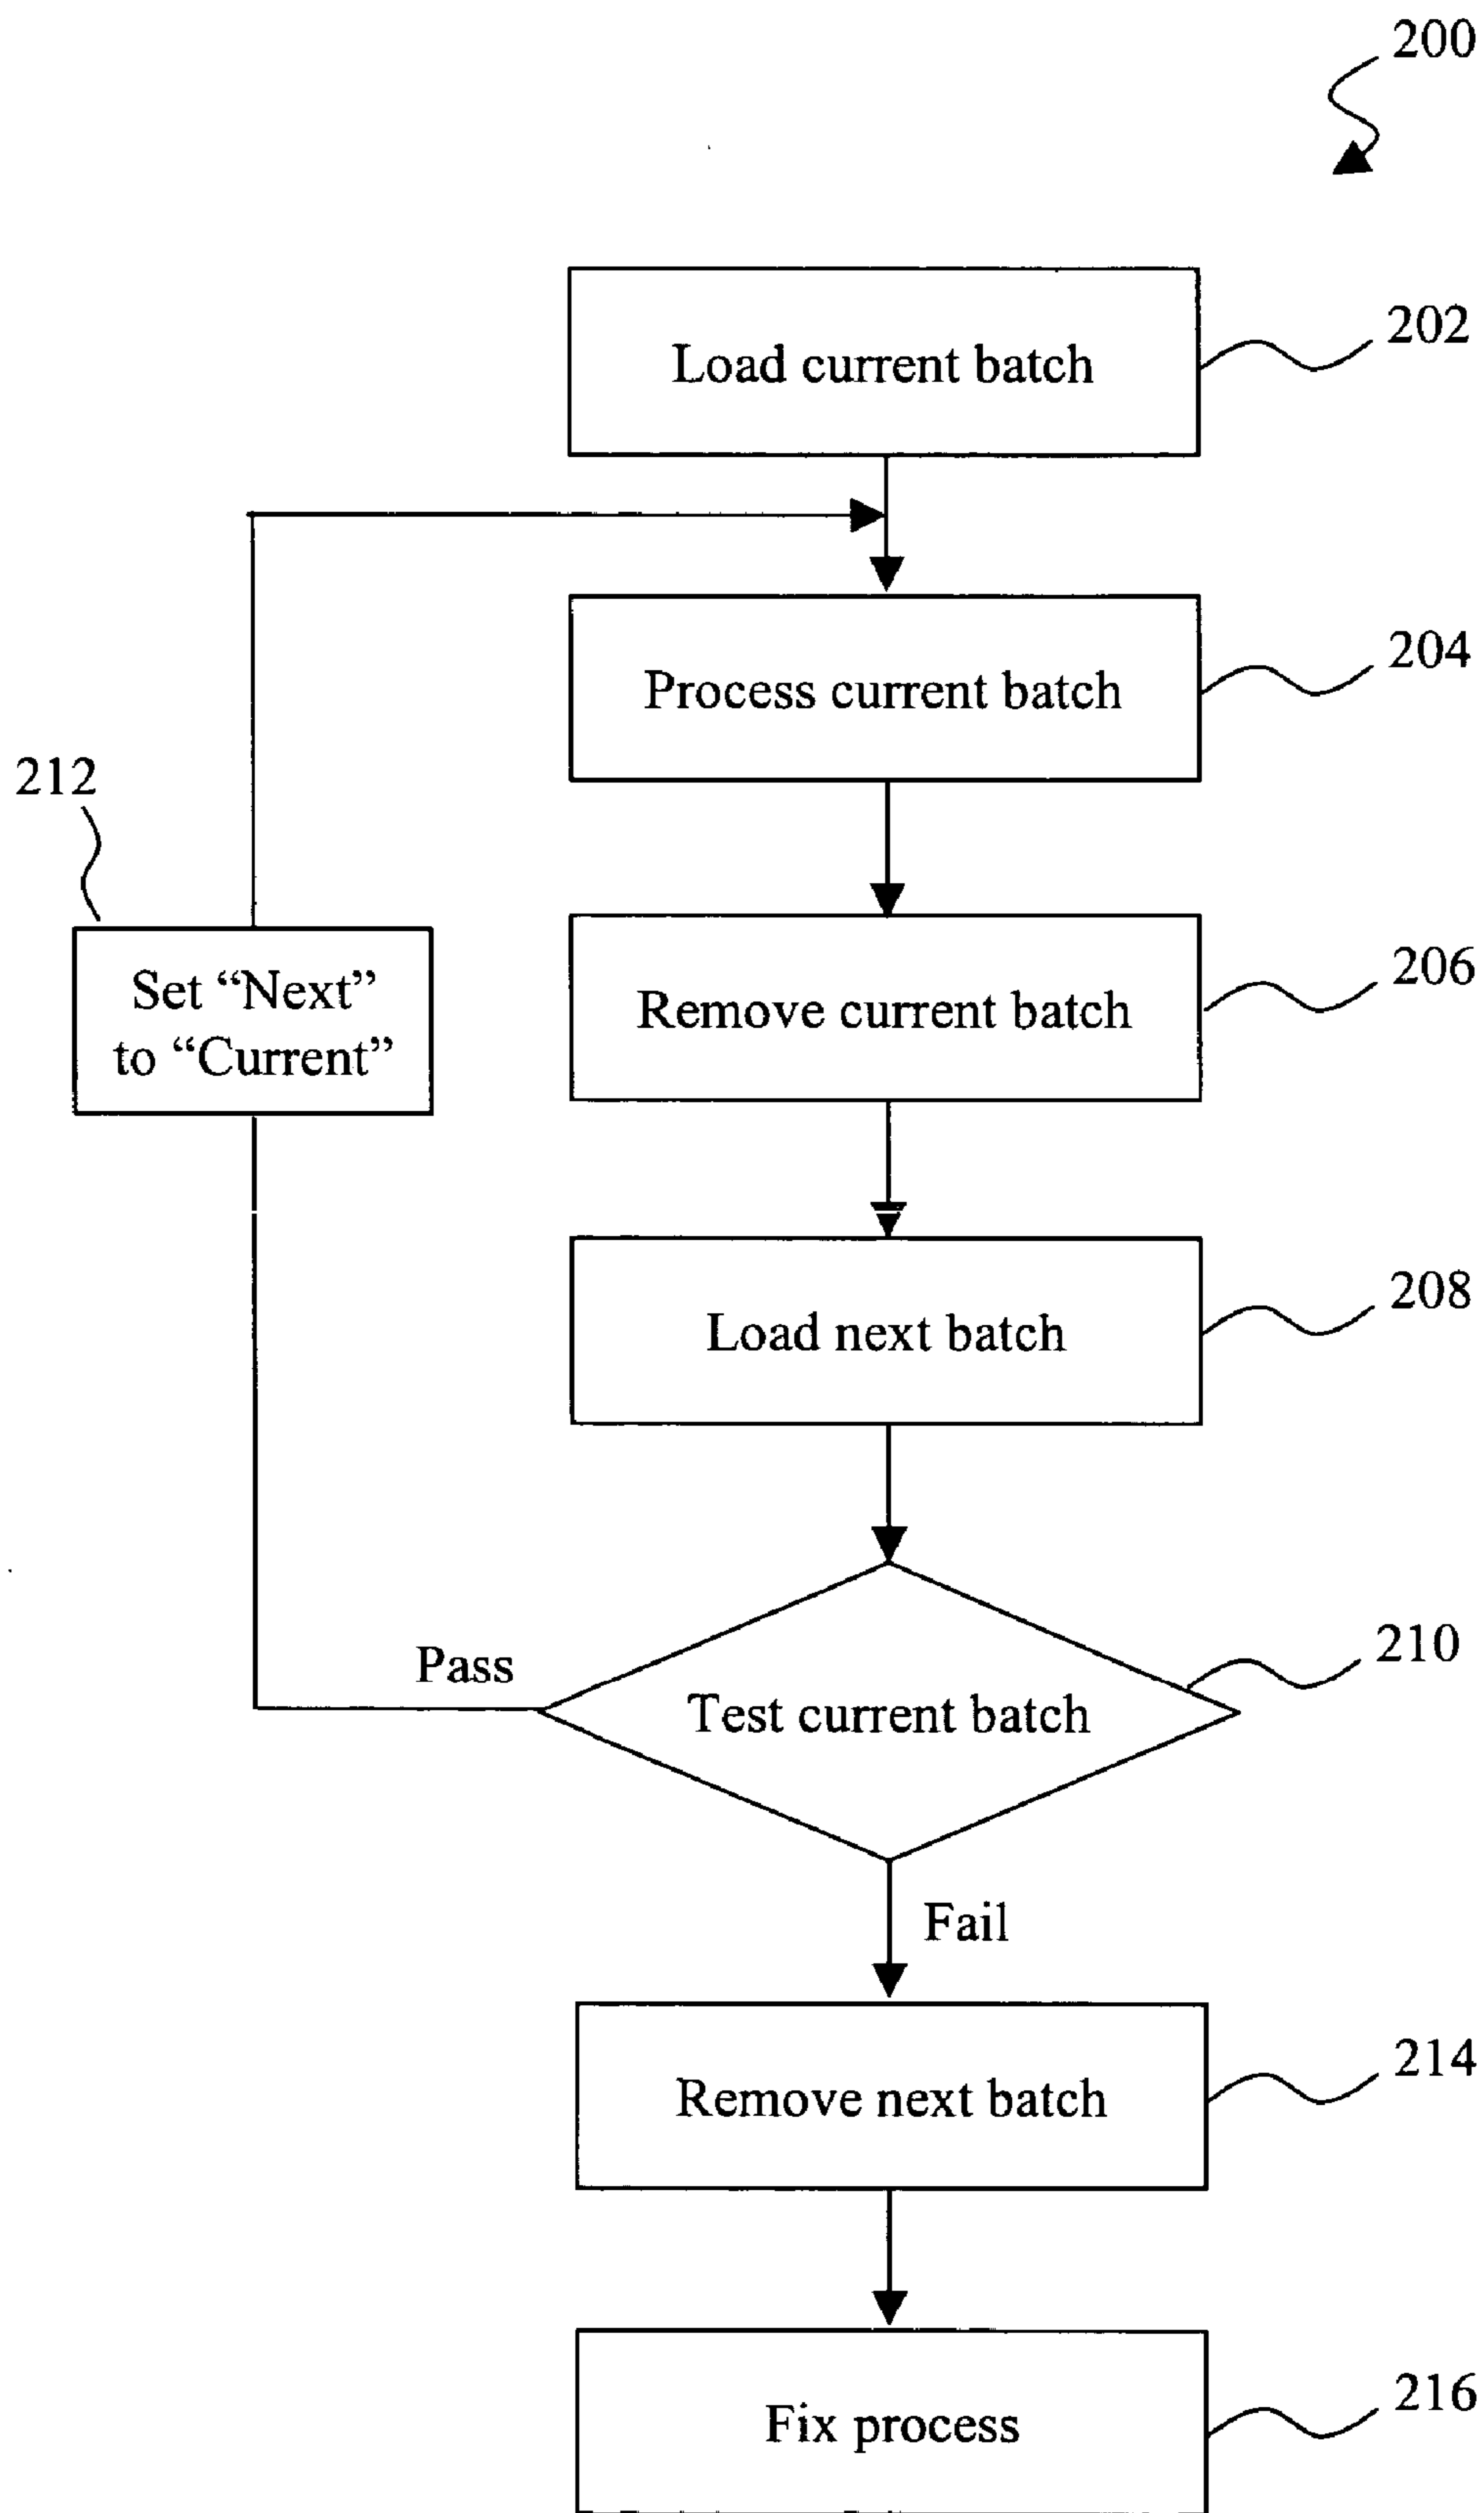 200
Load current batch
202
Process current batch
204
212
Set “Next”
to “Current”
Remove current batch
206
Load next batch
208
Pass
Test current batch
210
Fail
Remove next batch
214
Fix process
216